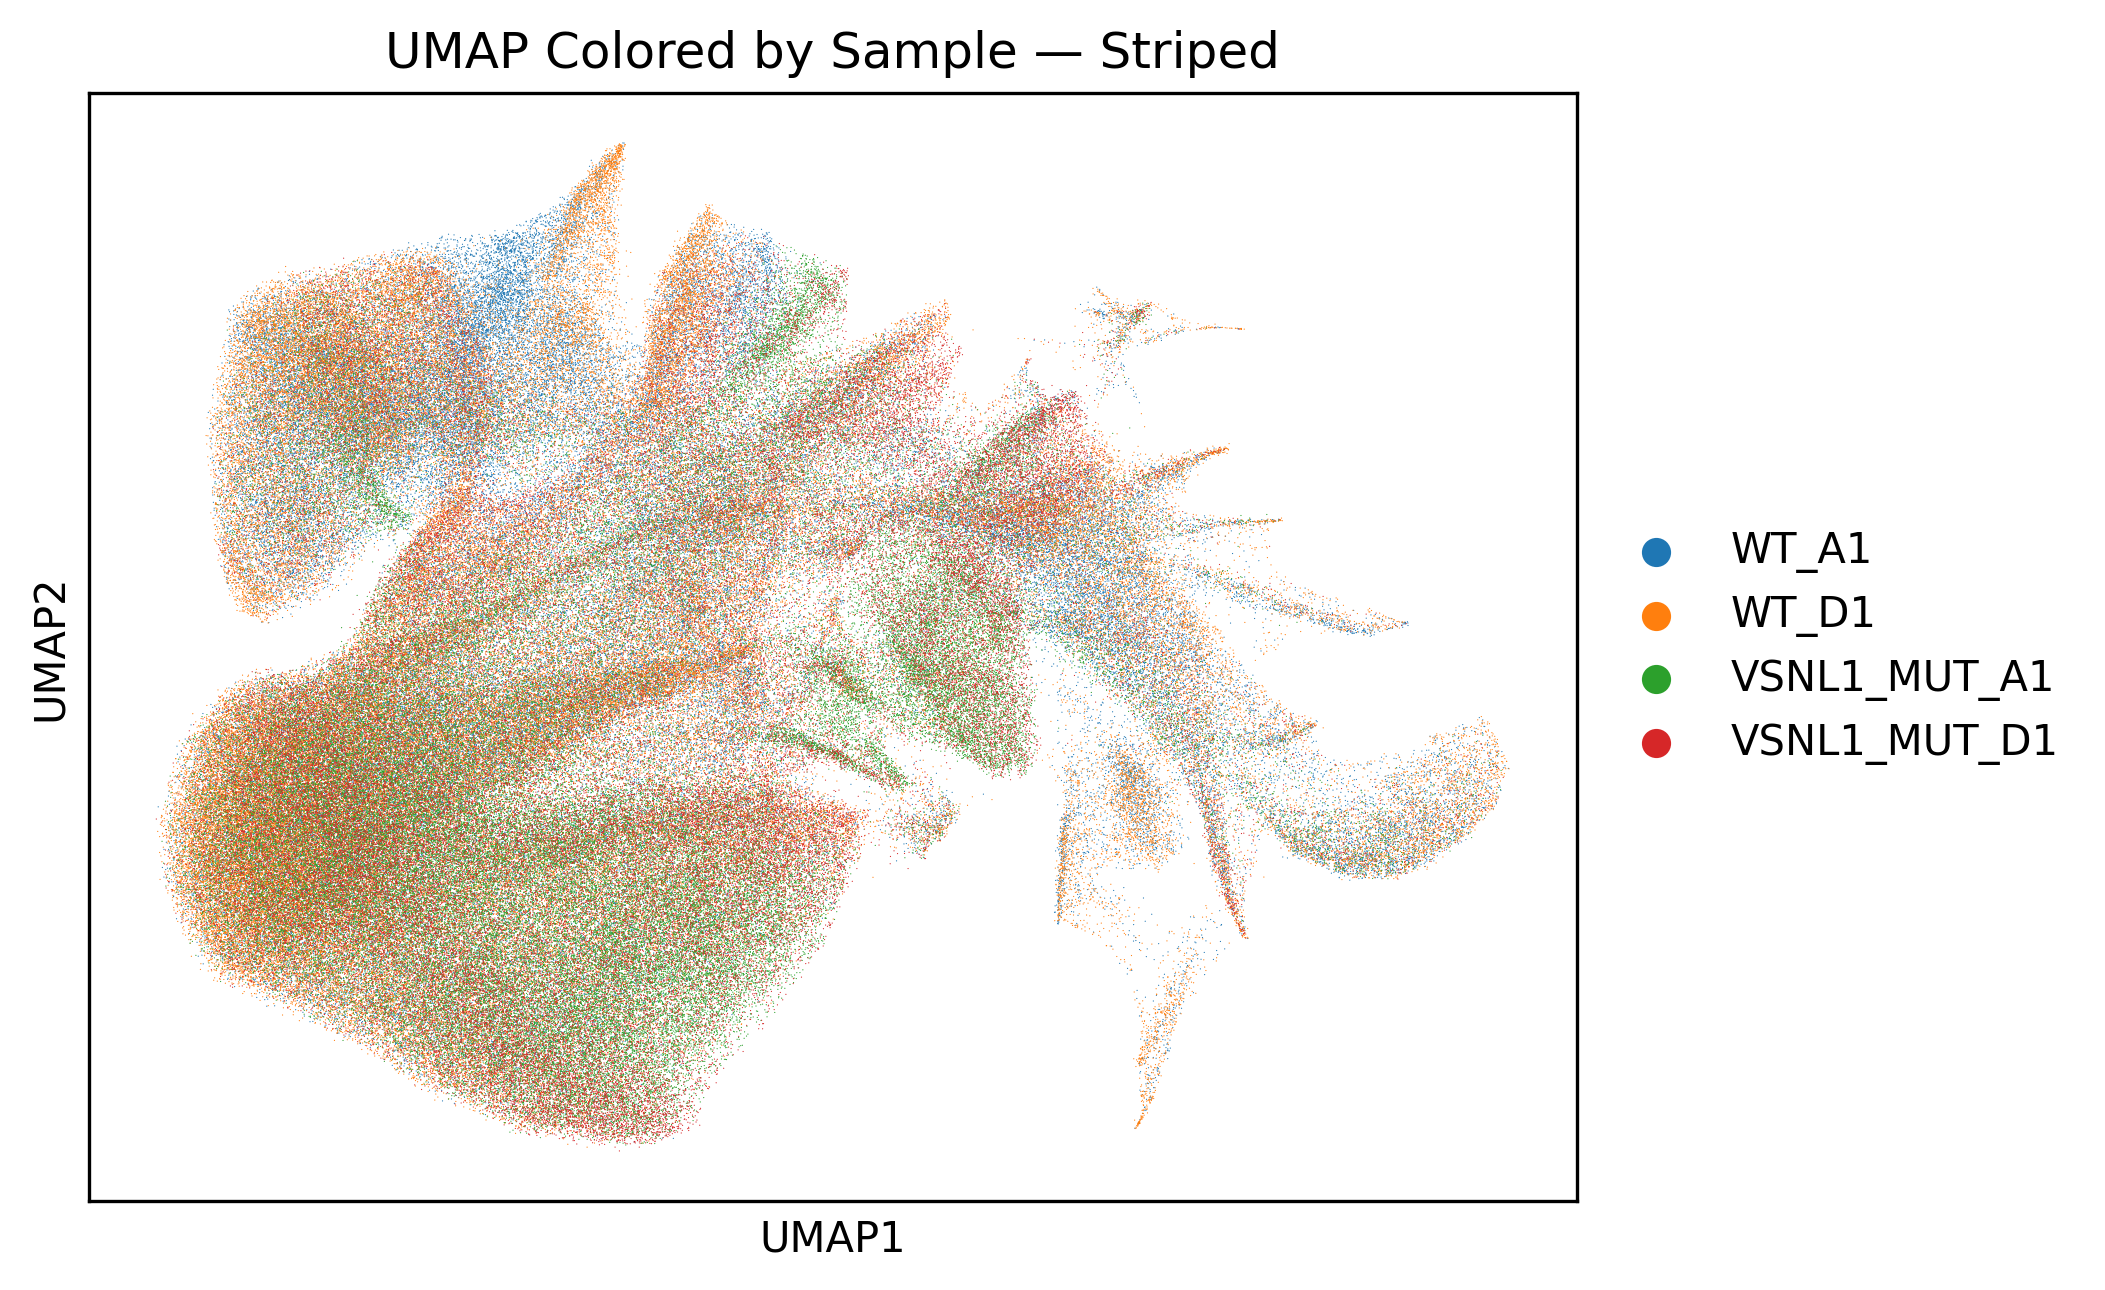 UMAP Colored by Sample — Striped
UMAP2
UMAP1
WT_A1
WT_D1
VSNL1_MUT_A1
VSNL1_MUT_D1